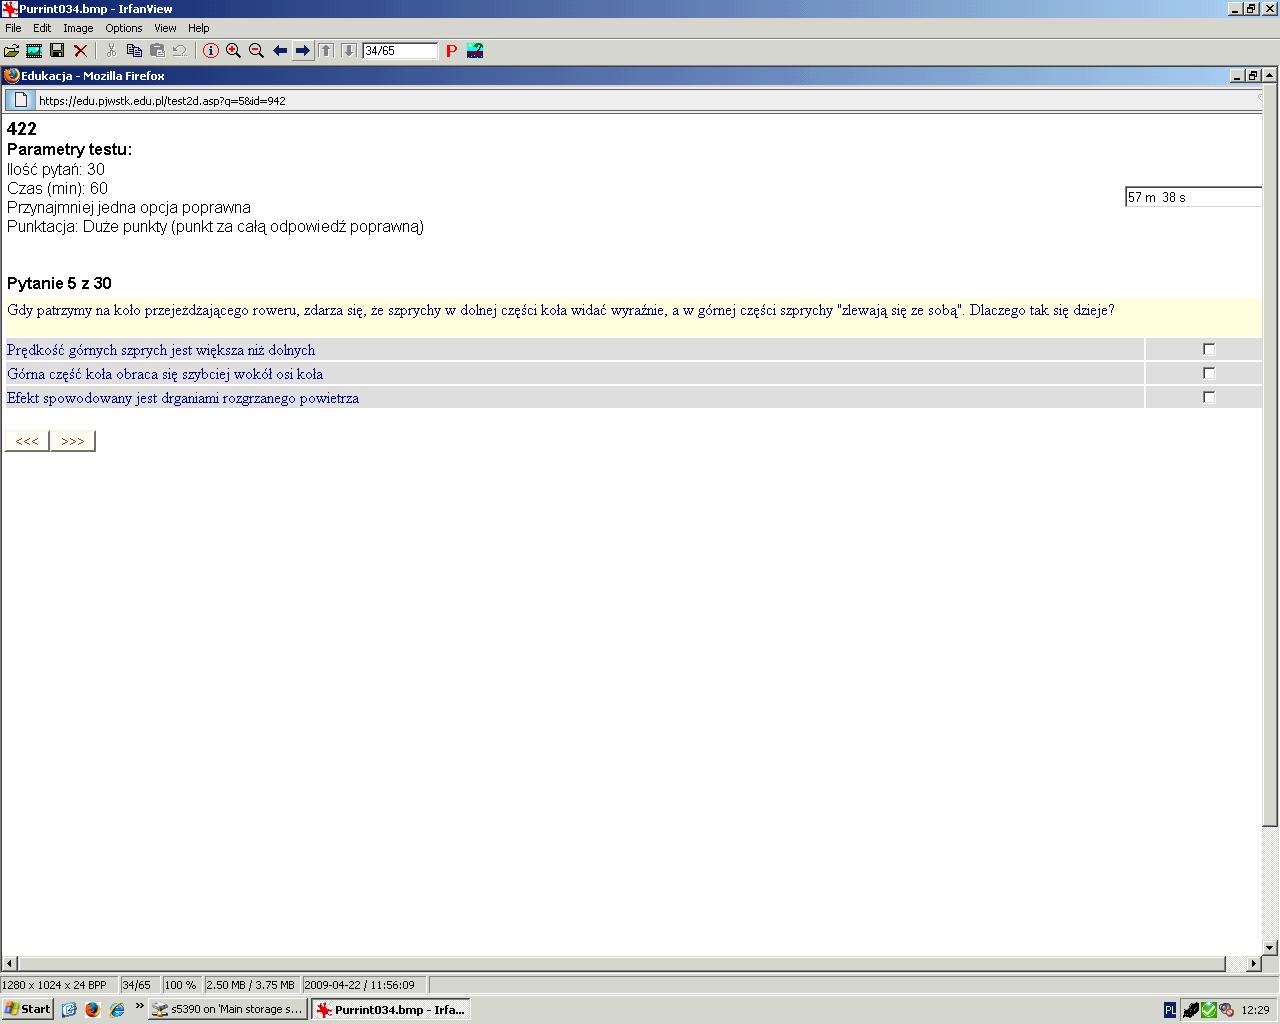 Purrint034.bmp - IrfanView
File Edit Image Options View Help
34/65
Edukacja - Mozilla Firefox
https://edu.pjwstk.edu.pl/test2d.asp?q=5&id=942
422
Parametry testu:
Ilość pytań: 30
Czas (min): 60
57 m 38 s
Przynajmniej jedna opcja poprawna
Punktacja: Duże punkty (punkt za całą odpowiedź poprawną)
Pytanie 5 z 30
Gdy patrzymy na koło przejeżdżającego roweru, zdarza się, że szprychy w dolnej części koła widać wyraźnie, a w górnej części szprychy "zlewają się ze sobą". Dlaczego tak się dzieje?
Prędkość górnych szprych jest większa niż dolnych
Górna część koła obraca się szybciej wokół osi koła
Efekt spowodowany jest drganiami rozgrzanego powietrza
<<< >>>
1280 x 1024 x 24 BPP 34/65 100 % 2.50 MB / 3.75 MB 2009-04-22 / 11:56:09
Start » s5390 on 'Main storage s... Purrint034.bmp - Irfa... PL 12:29